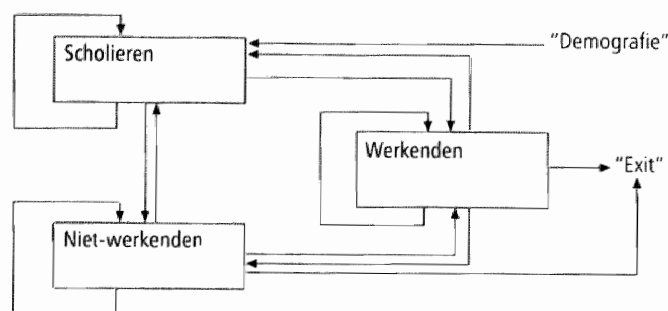 "Demografie"
Scholieren
Werkenden
"Exit"
Niet-werkenden